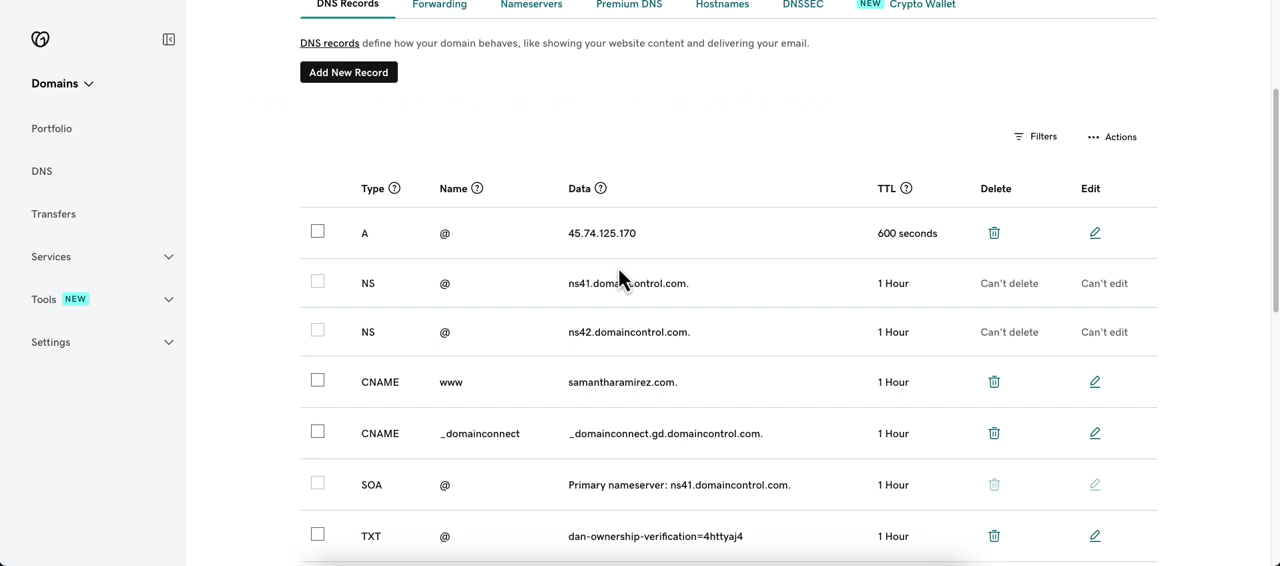 DNS Records Forwarding Nameservers Premium DNS Hostnames DNSSEC NEW Crypto Wallet
DNS records define how your domain behaves, like showing your website content and delivering your email.
Add New Record
Domains
Portfolio
DNS
Transfers
Services
Tools NEW
Settings
Filters Actions
Type Name Data TTL Delete Edit
A @ 45.74.125.170 600 seconds
NS @ ns41.domaincontrol.com. 1 Hour Can't delete Can't edit
NS @ ns42.domaincontrol.com. 1 Hour Can't delete Can't edit
CNAME www samantharamirez.com. 1 Hour
CNAME _domainconnect _domainconnect.gd.domaincontrol.com. 1 Hour
SOA @ Primary nameserver: ns41.domaincontrol.com. 1 Hour
TXT @ dan-ownership-verification=4httyaj4 1 Hour